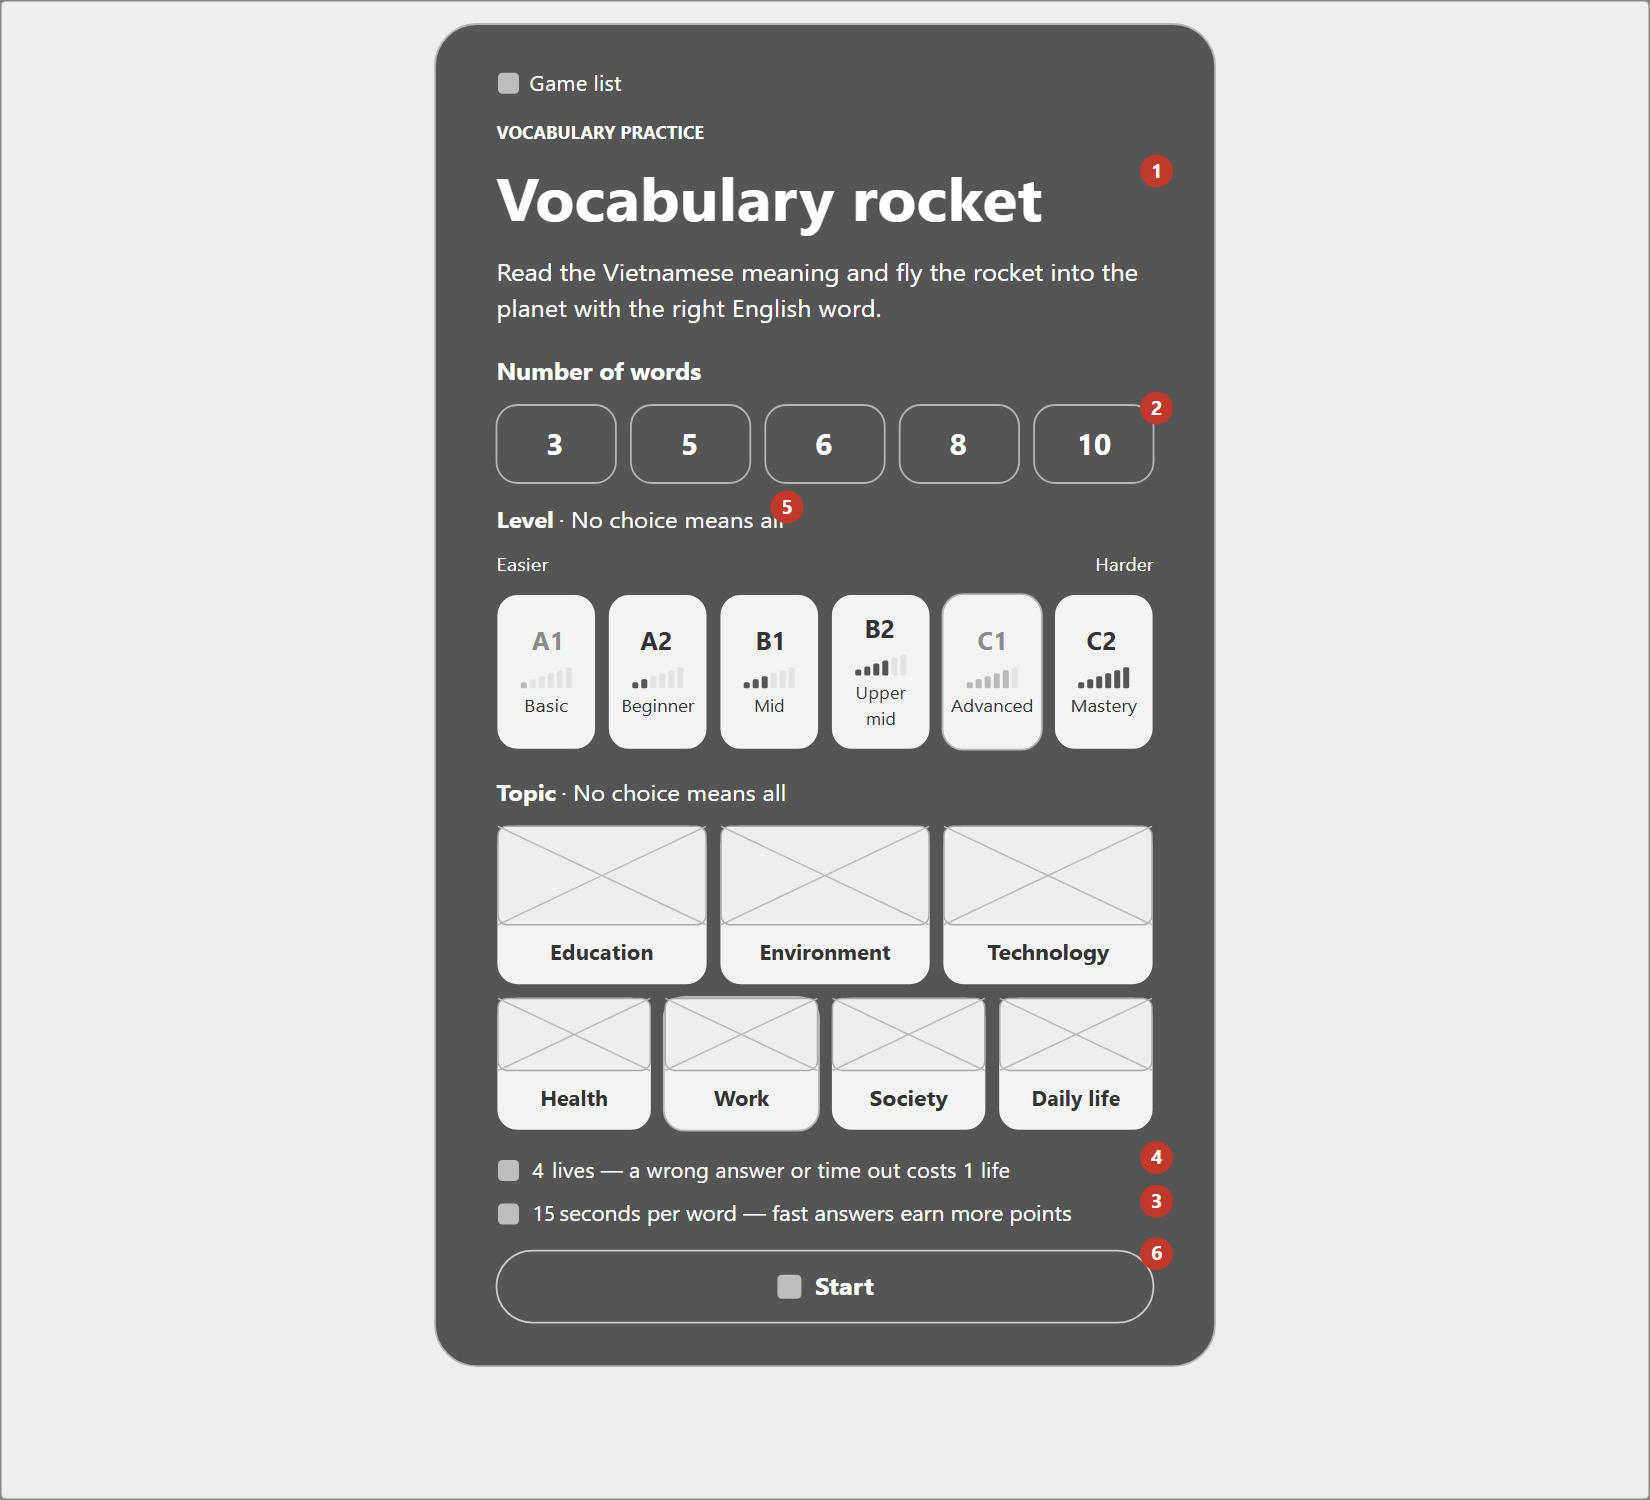 Game list
VOCABULARY PRACTICE
1
Vocabulary rocket
Read the Vietnamese meaning and fly the rocket into the
planet with the right English word.
Number of words
2
3 5 6 8 10
5
Level · No choice means all
Easier Harder
A1 A2 B1 B2 C1 C2
Basic Beginner Mid Upper mid Advanced Mastery
Topic · No choice means all
Education Environment Technology
Health Work Society Daily life
4
4 lives — a wrong answer or time out costs 1 life
3
15 seconds per word — fast answers earn more points
6
Start